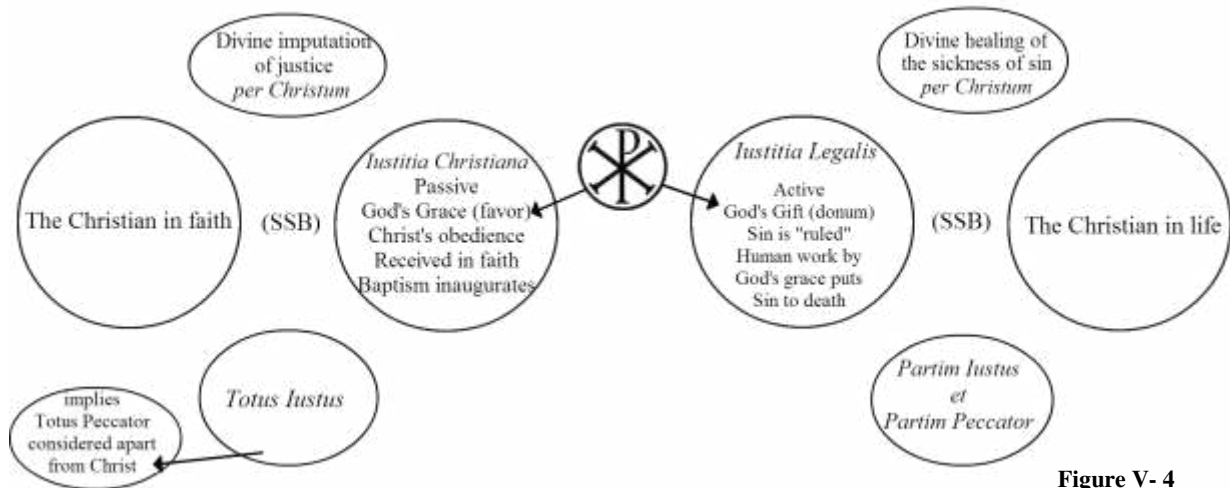 Divine imputation
of justice
per Christum
Divine healing of
the sickness of sin
per Christum
The Christian in faith
(SSB)
Iustitia Christiana
Passive
God's Grace (favor)
Christ's obedience
Received in faith
Baptism inaugurates
Iustitia Legalis
Active
God's Gift (donum)
Sin is "ruled"
Human work by
God's grace puts
Sin to death
(SSB)
The Christian in life
implies
Totus Peccator
considered apart
from Christ
Totus Iustus
Partim Iustus
et
Partim Peccator
Figure V- 4